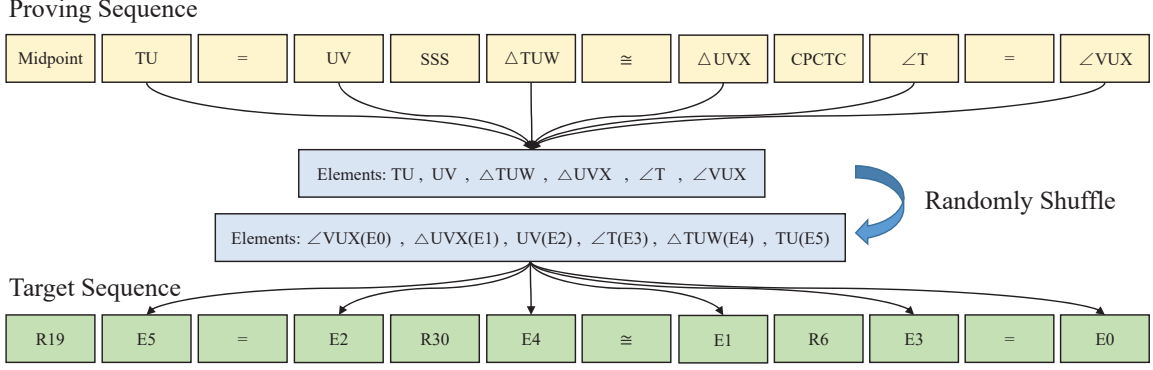 Proving Sequence
Midpoint TU = UV SSS △TUW ≅ △UVX CPCTC ∠T = ∠VUX
Elements: TU , UV , △TUW , △UVX , ∠T , ∠VUX
Randomly Shuffle
Elements: ∠VUX(E0) , △UVX(E1) , UV(E2) , ∠T(E3) , △TUW(E4) , TU(E5)
Target Sequence
R19 E5 = E2 R30 E4 ≅ E1 R6 E3 = E0